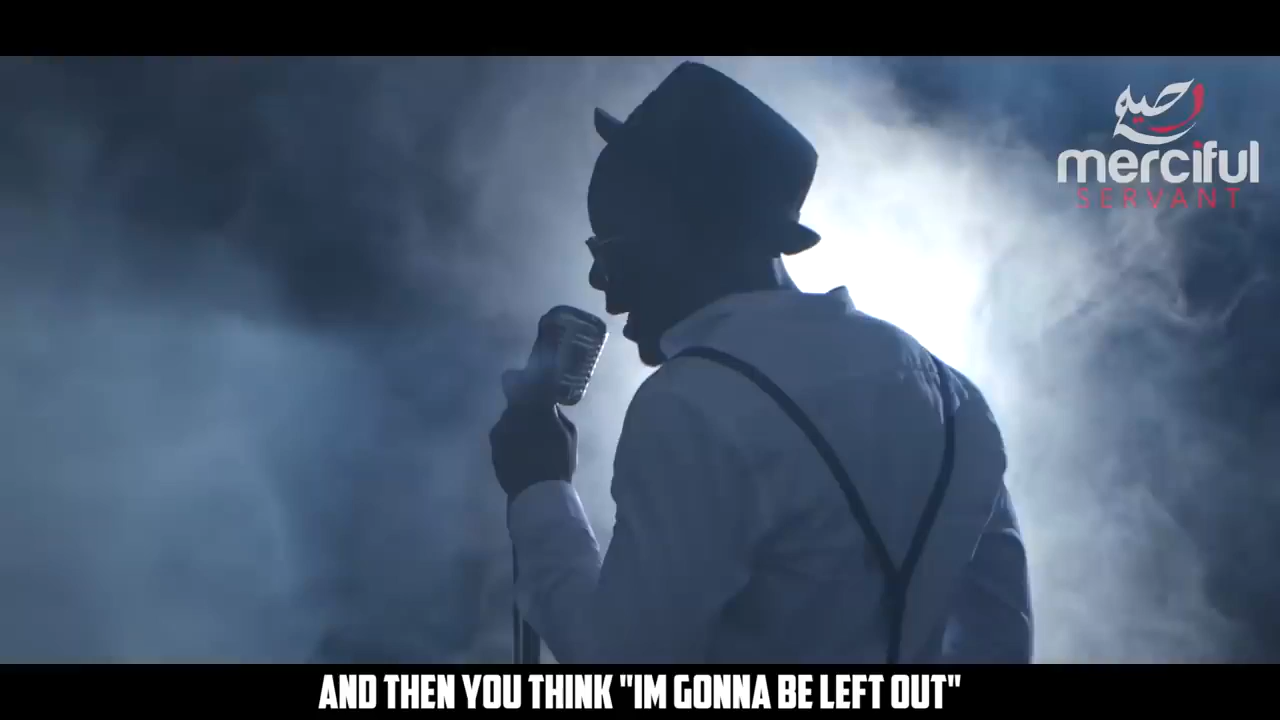 رحيم
merciful
SERVANT
AND THEN YOU THINK "IM GONNA BE LEFT OUT"